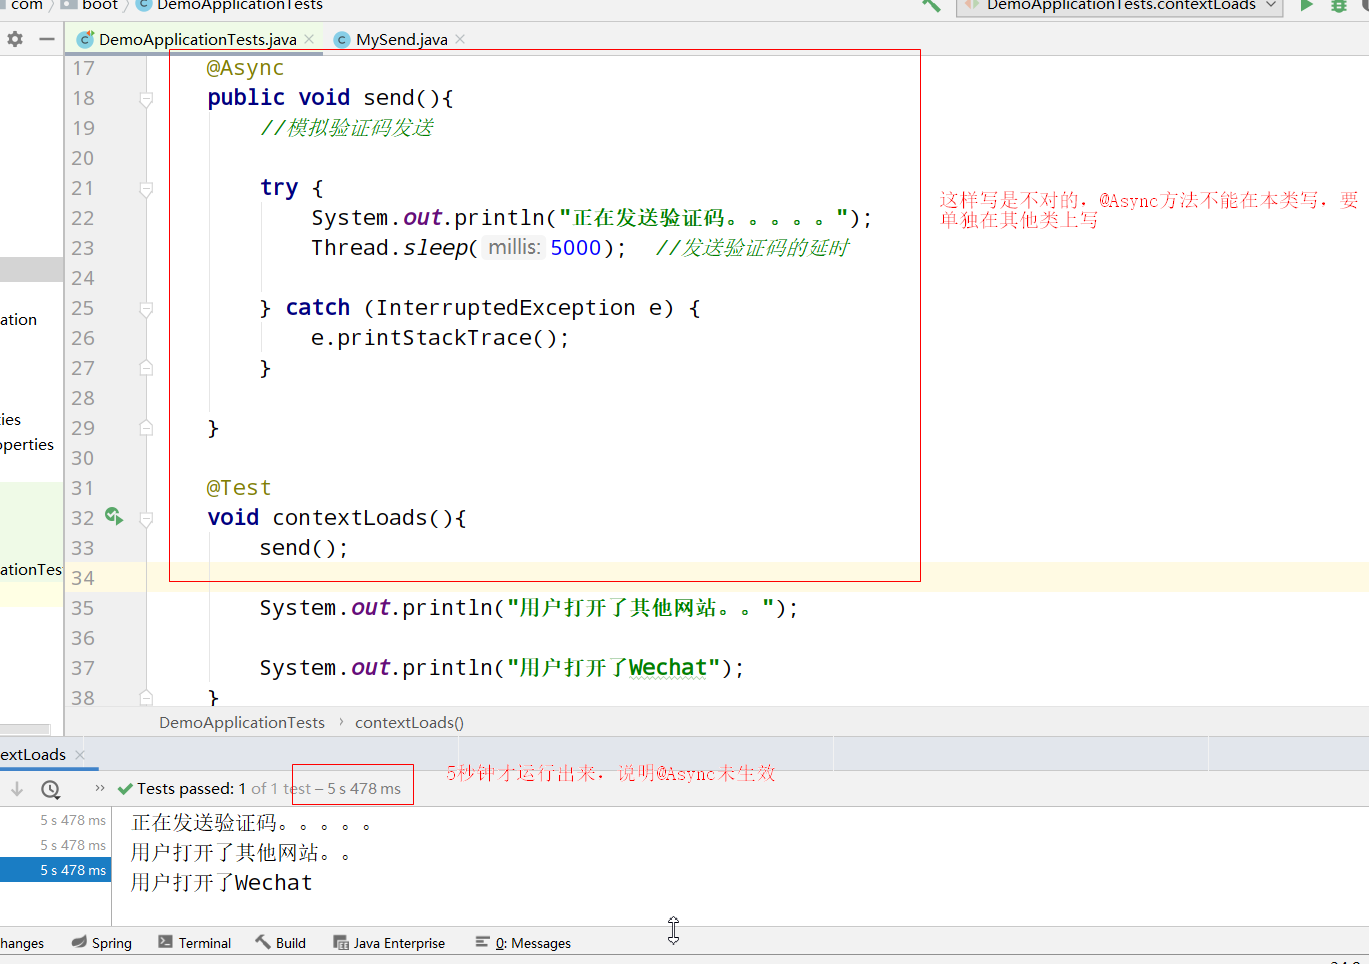 com boot DemoApplicationTests DemoApplicationTests.contextLoads
DemoApplicationTests.java MySend.java
17 @Async
18 public void send(){
19 //模拟验证码发送
20
21 try {
22 System.out.println("正在发送验证码。。。。。");
23 Thread.sleep( millis: 5000); //发送验证码的延时
24
25 } catch (InterruptedException e) {
26 e.printStackTrace();
27 }
28
29 }
30
31 @Test
32 void contextLoads(){
33 send();
34
35 System.out.println("用户打开了其他网站。。");
36
37 System.out.println("用户打开了Wechat");
38 }
这样写是不对的，@Async方法不能在本类写，要
单独在其他类上写
ation
ies
operties
ationTes
DemoApplicationTests › contextLoads()
extLoads
5秒钟才运行出来，说明@Async未生效
Tests passed: 1 of 1 test – 5 s 478 ms
5 s 478 ms
5 s 478 ms
5 s 478 ms
正在发送验证码。。。。。
用户打开了其他网站。。
用户打开了Wechat
hanges Spring Terminal Build Java Enterprise 0: Messages